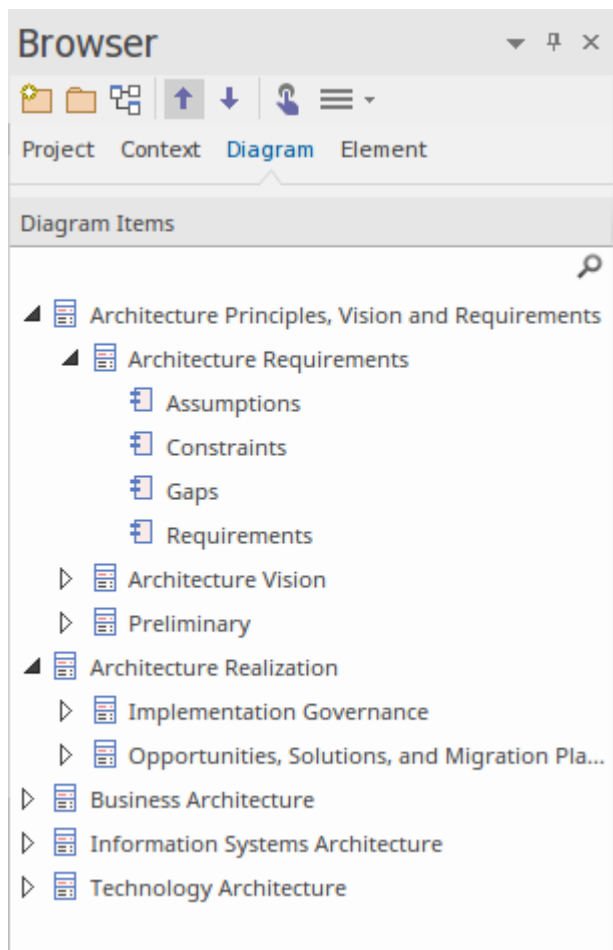 Browser
Project Context Diagram Element
Diagram Items
Architecture Principles, Vision and Requirements
Architecture Requirements
Assumptions
Constraints
Gaps
Requirements
Architecture Vision
Preliminary
Architecture Realization
Implementation Governance
Opportunities, Solutions, and Migration Pla...
Business Architecture
Information Systems Architecture
Technology Architecture